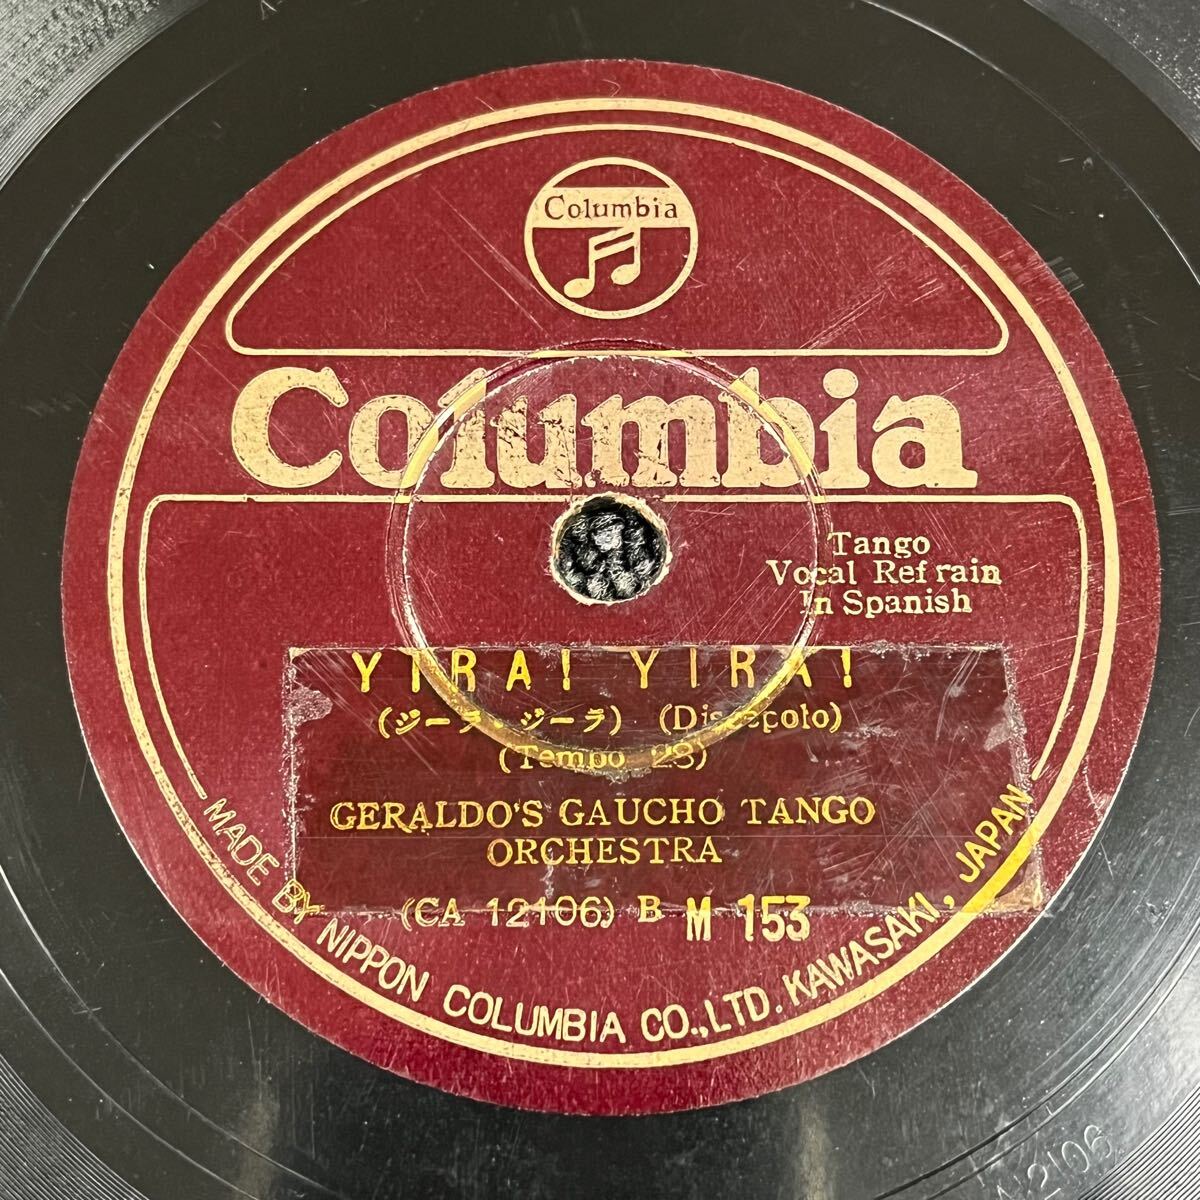 Columbia
Columbia
Tango
Vocal Refrain
In Spanish
YIRA! YIRA!
(ジーラ・ジーラ) (Discepolo)
(Tempo 28)
GERALDO'S GAUCHO TANGO
ORCHESTRA
(CA 12106) B M 153
MADE BY NIPPON COLUMBIA CO., LTD. KAWASAKI, JAPAN